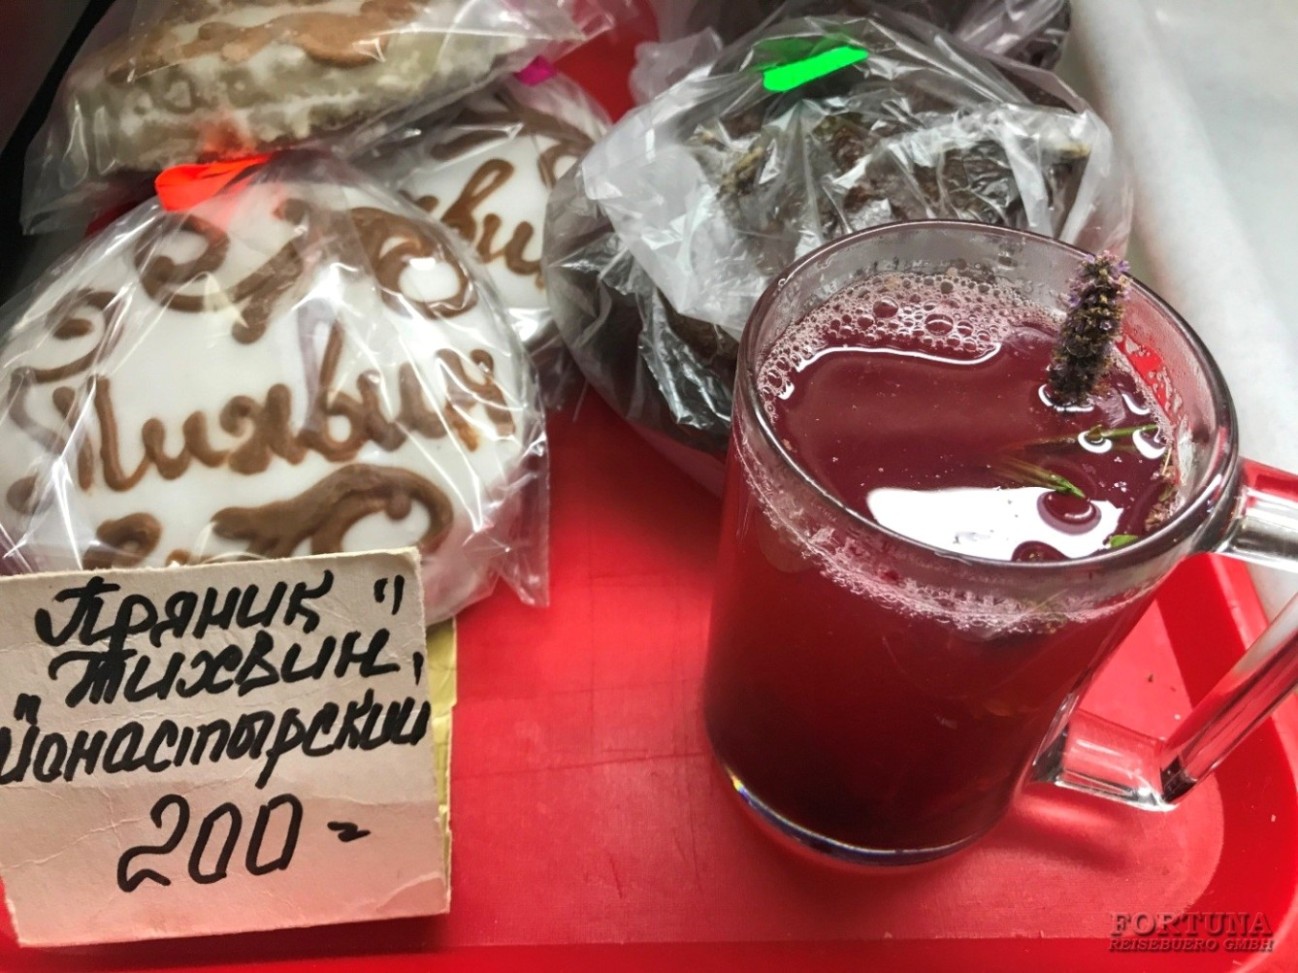 Тихвин
Пряник "
"Тихвин,
Монастырский
200=
FORTUNA
REISEBUERO GMBH